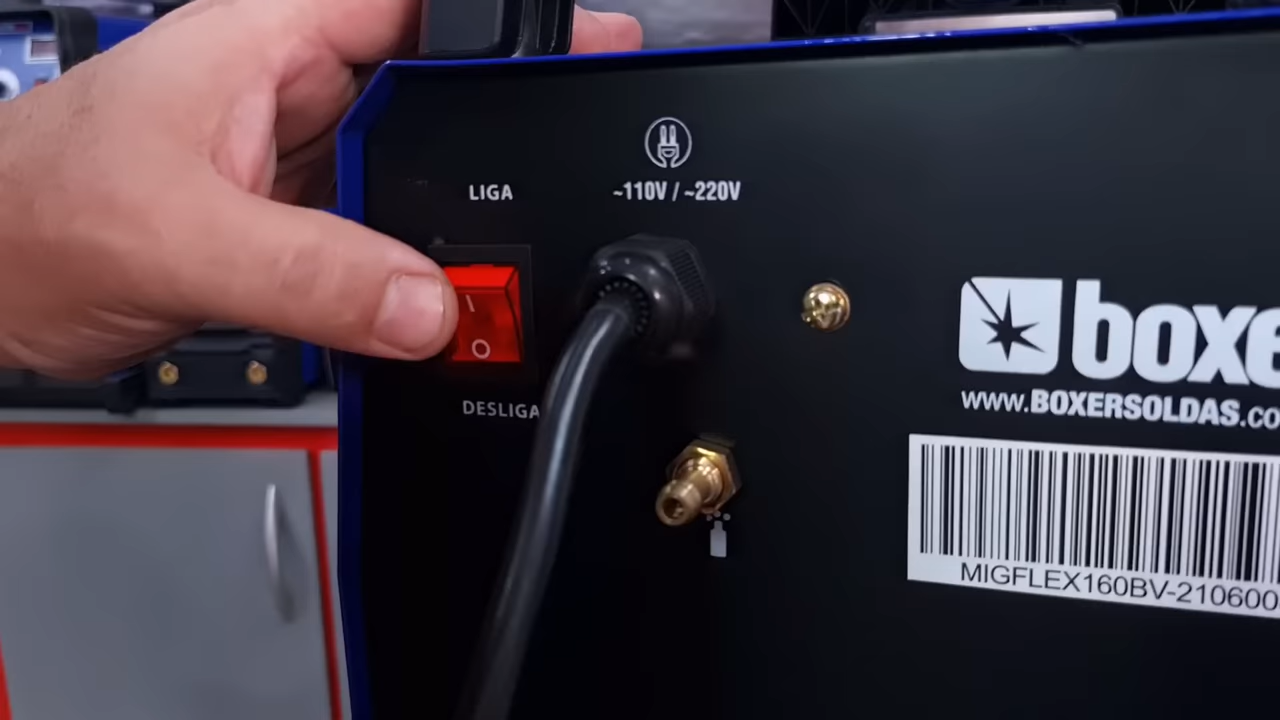 LIGA
~110V / ~220V
I
O
DESLIGA
boxe
www.BOXERSOLDAS.co
MIGFLEX160BV-210600